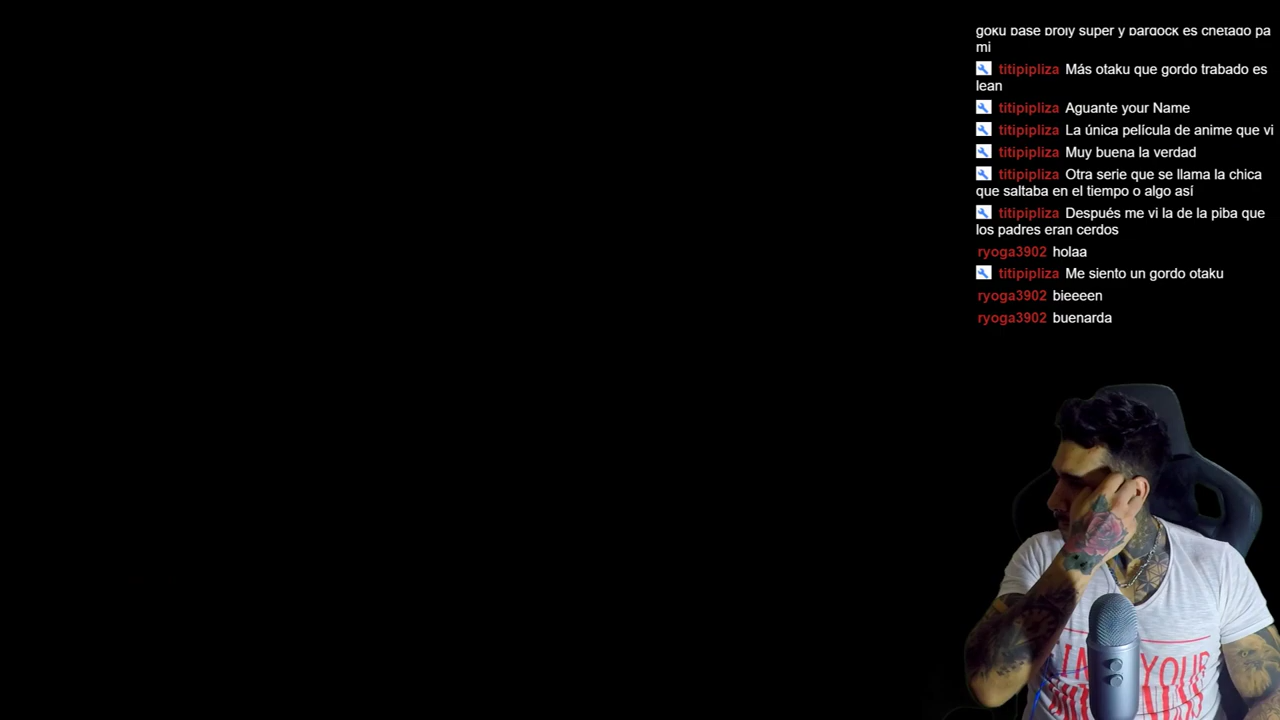 goku base broly super y bardock es chetado pa
mi
titipipliza Más otaku que gordo trabado es
lean
titipipliza Aguante your Name
titipipliza La única película de anime que vi
titipipliza Muy buena la verdad
titipipliza Otra serie que se llama la chica
que saltaba en el tiempo o algo así
titipipliza Después me vi la de la piba que
los padres eran cerdos
ryoga3902 holaa
titipipliza Me siento un gordo otaku
ryoga3902 bieeeen
ryoga3902 buenarda
YOUR